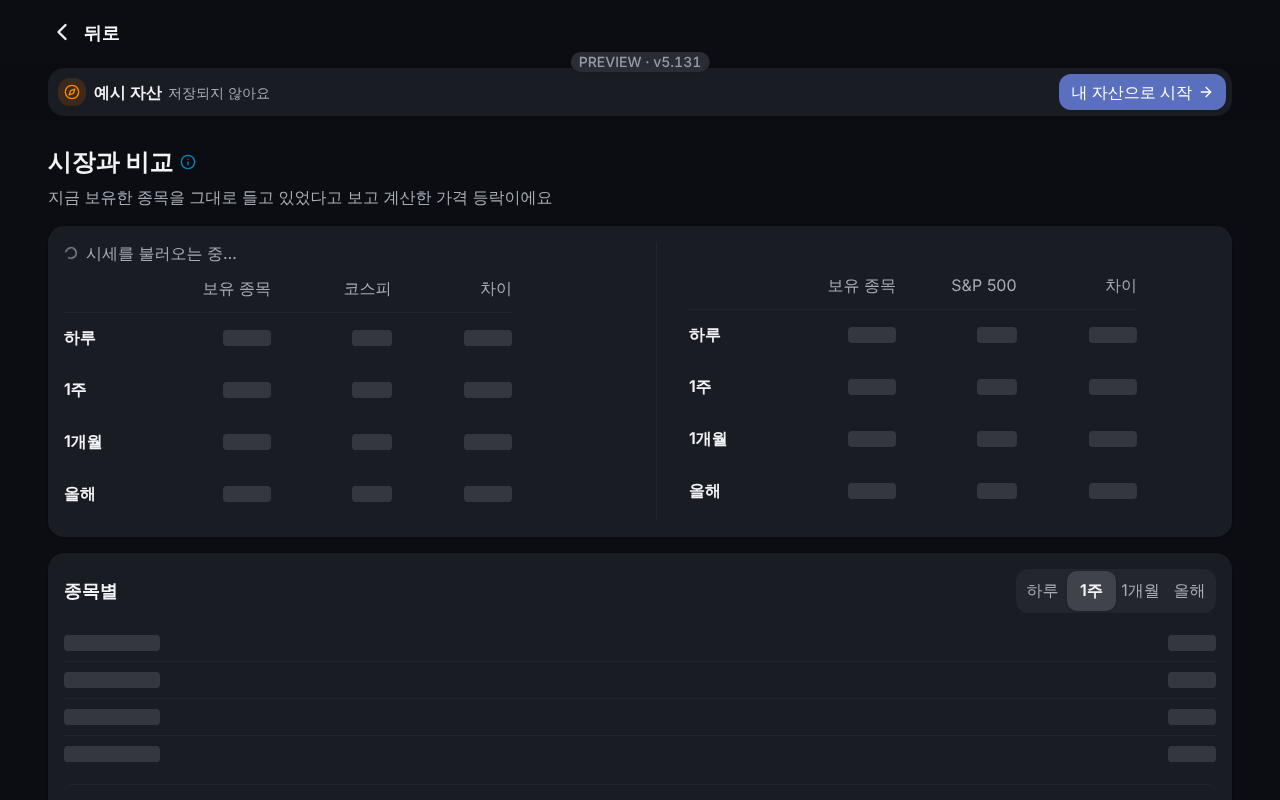 뒤로
PREVIEW · v5.131
예시 자산 저장되지 않아요
내 자산으로 시작 →
시장과 비교
지금 보유한 종목을 그대로 들고 있었다고 보고 계산한 가격 등락이에요
시세를 불러오는 중...
보유 종목 코스피 차이
하루
1주
1개월
올해
보유 종목 S&P 500 차이
하루
1주
1개월
올해
종목별
하루 1주 1개월 올해